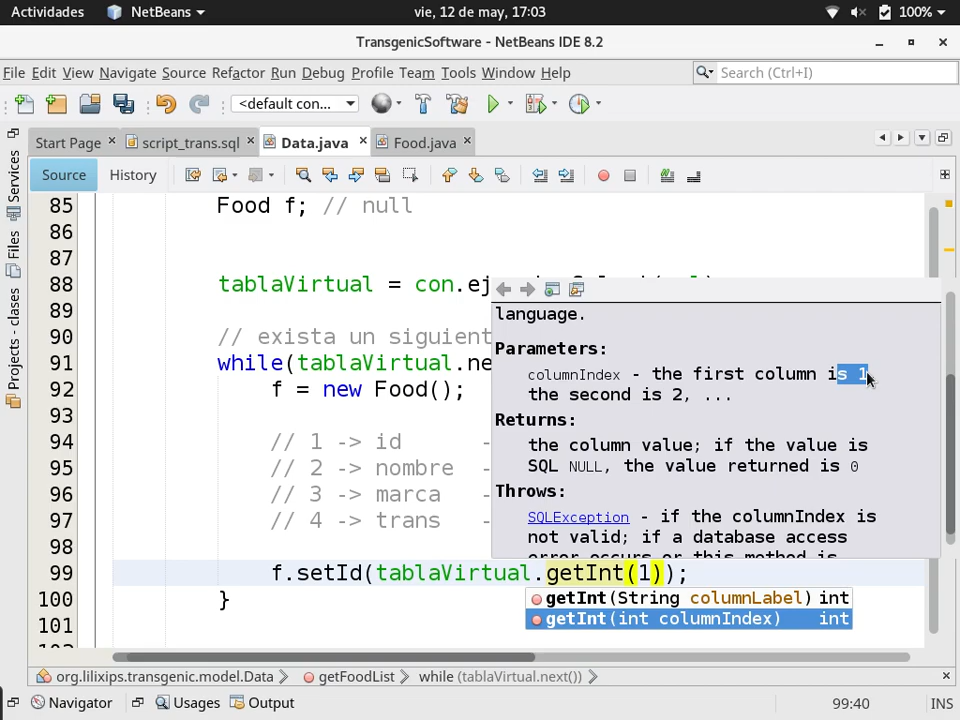 Actividades NetBeans vie, 12 de may, 17:03 100%
TransgenicSoftware - NetBeans IDE 8.2
File Edit View Navigate Source Refactor Run Debug Profile Team Tools Window Help Search (Ctrl+I)
<default con...
Start Page script_trans.sql Data.java Food.java
Source History
Services
Files
Projects - clases
85 Food f; // null
86
87
88 tablaVirtual = con.ej
89
90 // exista un siguient
91 while(tablaVirtual.ne
92 f = new Food();
93
94 // 1 -> id -
95 // 2 -> nombre -
96 // 3 -> marca -
97 // 4 -> trans -
98
99 f.setId(tablaVirtual.getInt(1));
100 }
101
language.
Parameters:
columnIndex - the first column is 1
the second is 2, ...
Returns:
the column value; if the value is
SQL NULL, the value returned is 0
Throws:
SQLException - if the columnIndex is
not valid; if a database access
error occurs or this method is
getInt(String columnLabel) int
getInt(int columnIndex) int
org.lilixips.transgenic.model.Data getFoodList while (tablaVirtual.next())
Navigator Usages Output 99:40 INS